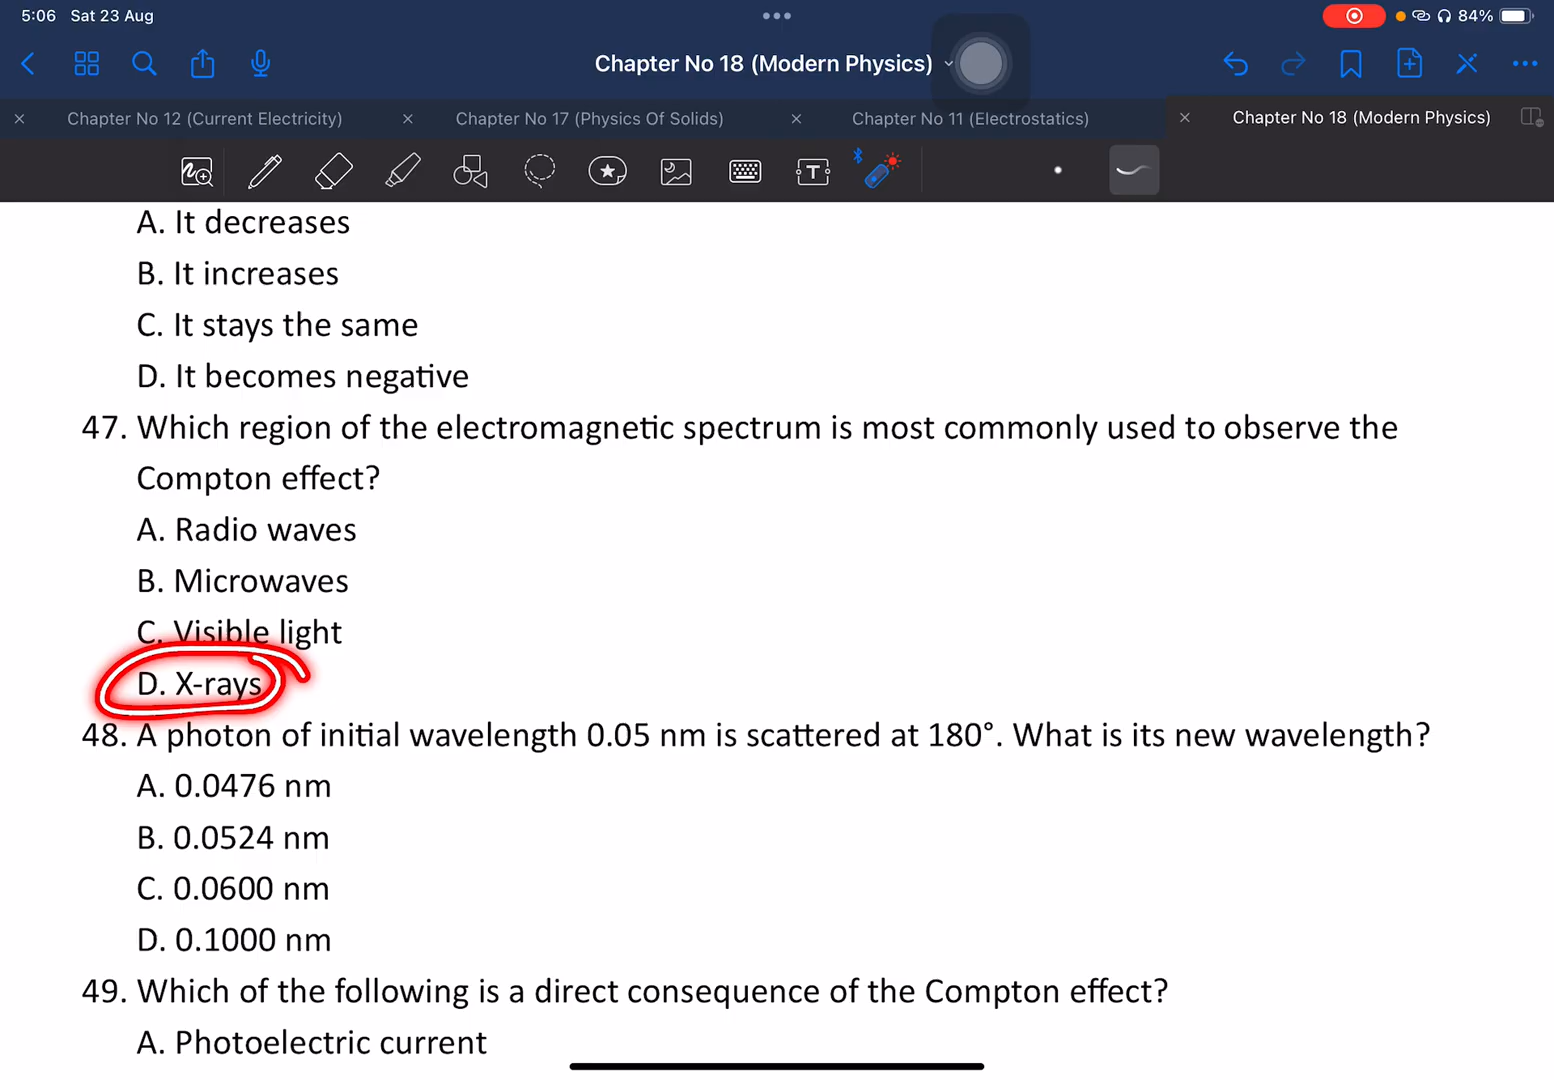 5:06 Sat 23 Aug
84%
Chapter No 18 (Modern Physics)
Chapter No 12 (Current Electricity)
Chapter No 17 (Physics Of Solids)
Chapter No 11 (Electrostatics)
Chapter No 18 (Modern Physics)
T
A. It decreases
B. It increases
C. It stays the same
D. It becomes negative
47. Which region of the electromagnetic spectrum is most commonly used to observe the
Compton effect?
A. Radio waves
B. Microwaves
C. Visible light
D. X-rays
48. A photon of initial wavelength 0.05 nm is scattered at 180°. What is its new wavelength?
A. 0.0476 nm
B. 0.0524 nm
C. 0.0600 nm
D. 0.1000 nm
49. Which of the following is a direct consequence of the Compton effect?
A. Photoelectric current